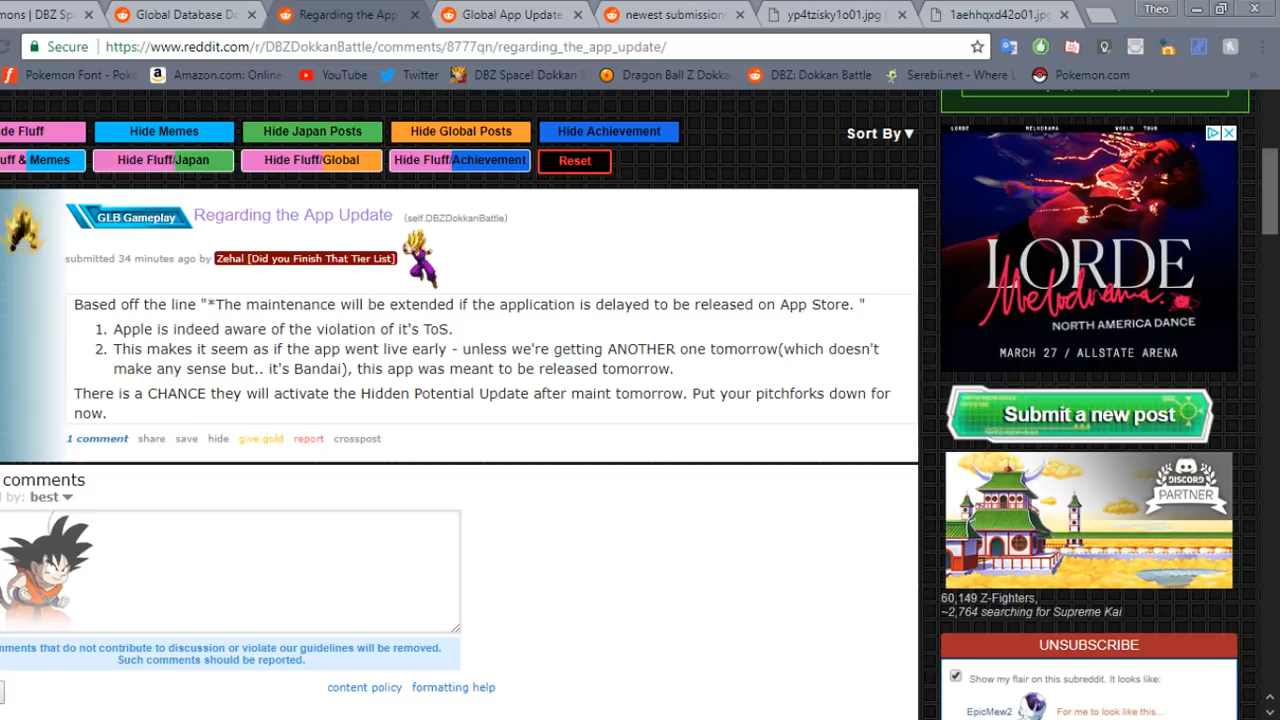 mons | DBZ Sp
Global Database D
Regarding the App
Global App Update
newest submissions
yp4tzisky1o01.jpg
1aehhqxd42o01.jpg
Theo
Secure
https://www.reddit.com/r/DBZDokkanBattle/comments/8777qn/regarding_the_app_update/
Pokemon Font - Pok
Amazon.com: Online
YouTube
Twitter
DBZ Space! Dokkan
Dragon Ball Z Dokka
DBZ: Dokkan Battle
Serebii.net - Where
Pokemon.com
de Fluff
Hide Memes
Hide Japan Posts
Hide Global Posts
Hide Achievement
Sort By▼
uff & Memes
Hide Fluff/Japan
Hide Fluff/Global
Hide Fluff/Achievement
Reset
GLB Gameplay
Regarding the App Update
(self.DBZDokkanBattle)
submitted 34 minutes ago by Zehal [Did you Finish That Tier List]
Based off the line "*The maintenance will be extended if the application is delayed to be released on App Store. "
1. Apple is indeed aware of the violation of it's ToS.
2. This makes it seem as if the app went live early - unless we're getting ANOTHER one tomorrow(which doesn't
make any sense but.. it's Bandai), this app was meant to be released tomorrow.
There is a CHANCE they will activate the Hidden Potential Update after maint tomorrow. Put your pitchforks down for
now.
1 comment share save hide give gold report crosspost
comments
d by: best
mments that do not contribute to discussion or violate our guidelines will be removed.
Such comments should be reported.
content policy formatting help
LORDE MELODRAMA WORLD TOUR
LORDE
Melodrama.
NORTH AMERICA DANCE
MARCH 27 / ALLSTATE ARENA
Submit a new post
DISCORD
PARTNER
60,149 Z-Fighters,
~2,764 searching for Supreme Kai
UNSUBSCRIBE
Show my flair on this subreddit. It looks like:
EpicMew2
For me to look like this...